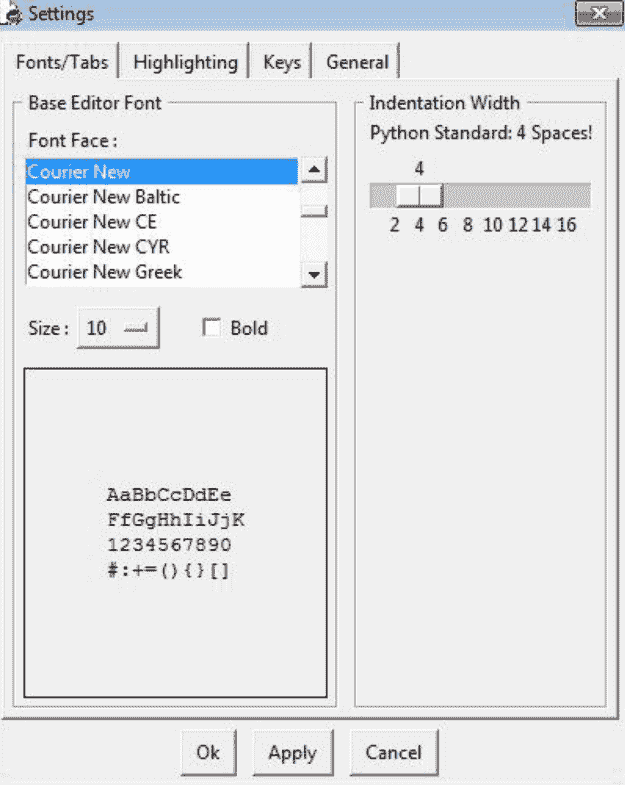 Settings
Fonts/Tabs Highlighting Keys General
Base Editor Font
Font Face :
Courier New
Courier New Baltic
Courier New CE
Courier New CYR
Courier New Greek
Size : 10 Bold
AaBbCcDdEe
FfGgHhIiJjK
1234567890
#:+=(){}[]
Indentation Width
Python Standard: 4 Spaces!
4
2 4 6 8 10 12 14 16
Ok Apply Cancel